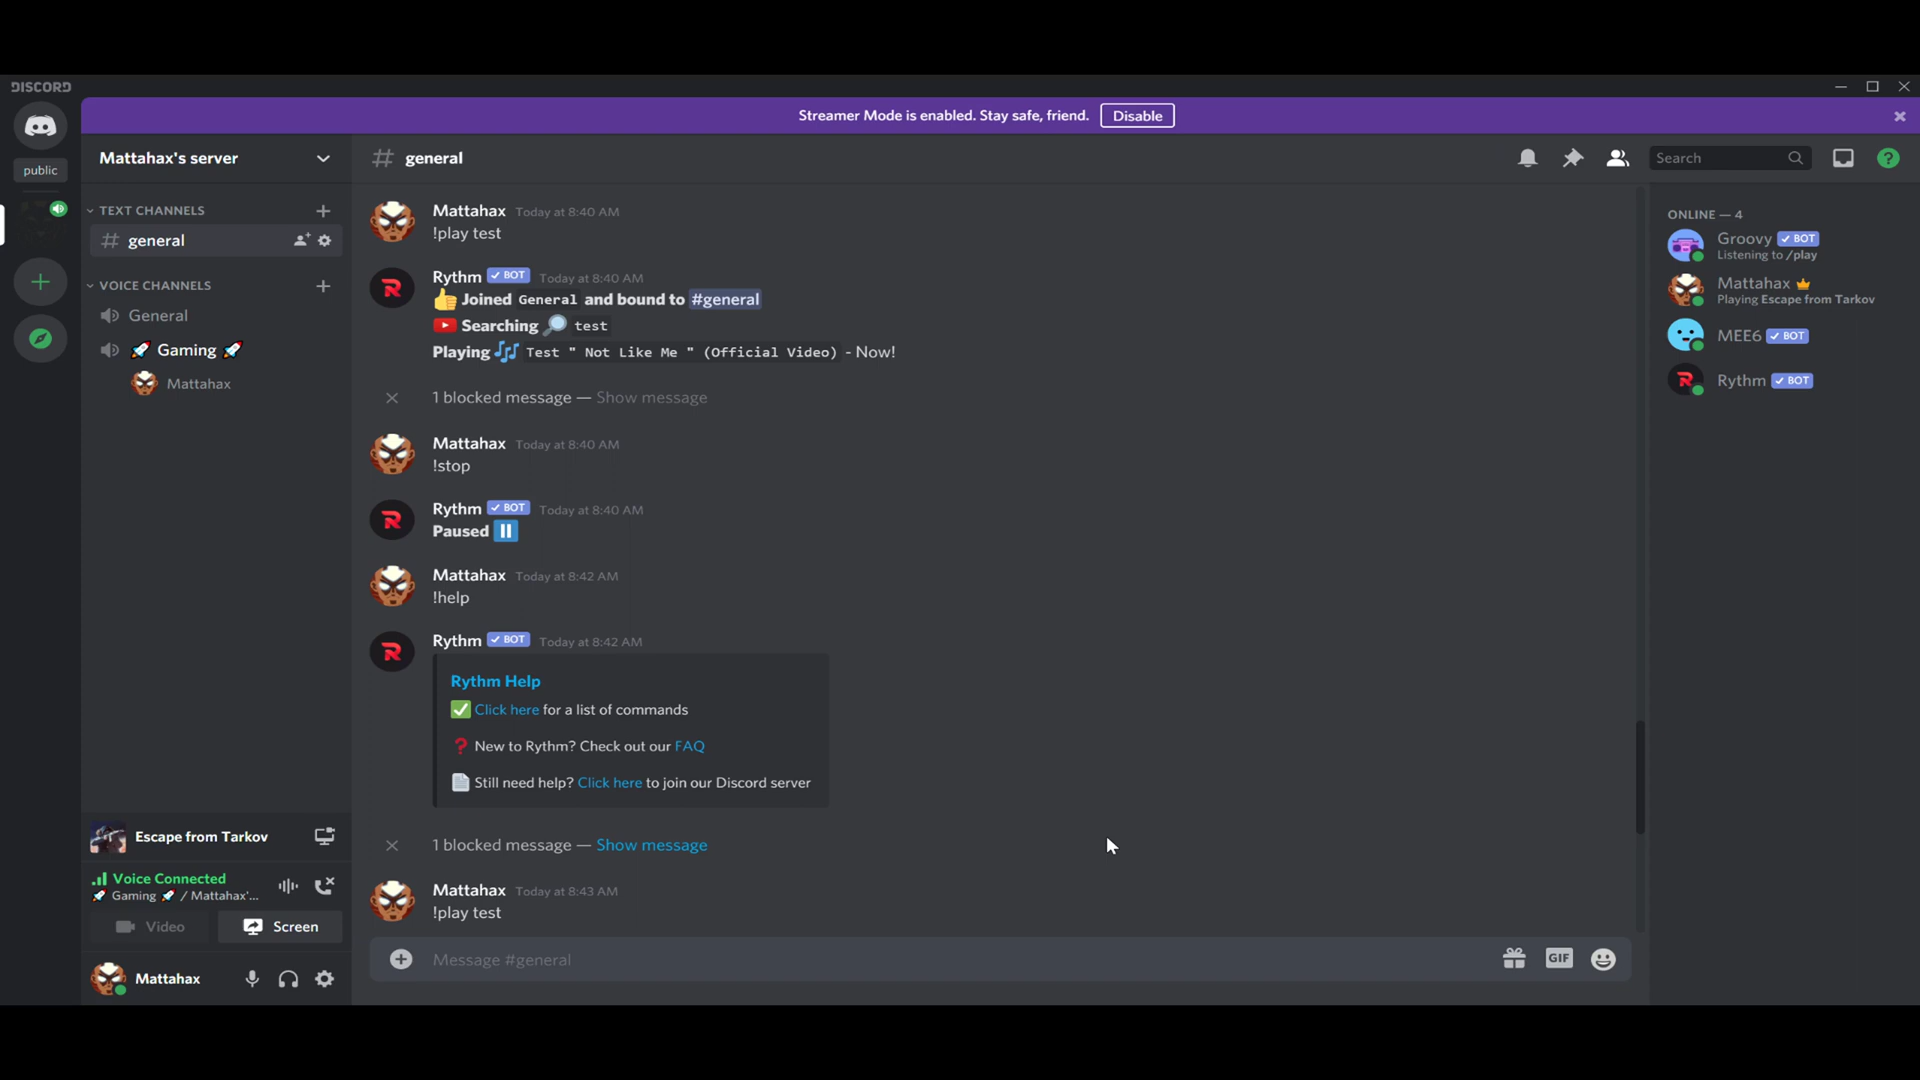 DISCORD
Streamer Mode is enabled. Stay safe, friend. Disable
public
Mattahax's server
TEXT CHANNELS
general
VOICE CHANNELS
General
🚀 Gaming 🚀
Mattahax
Escape from Tarkov
Voice Connected
🚀 Gaming 🚀 / Mattahax'...
Video Screen
Mattahax
# general
Search
Mattahax Today at 8:40 AM
!play test
Rythm ✓ BOT Today at 8:40 AM
👍 Joined General and bound to #general
Searching 🔎 test
Playing 🎶 Test " Not Like Me " (Official Video) - Now!
1 blocked message — Show message
Mattahax Today at 8:40 AM
!stop
Rythm ✓ BOT Today at 8:40 AM
Paused ⏸
Mattahax Today at 8:42 AM
!help
Rythm ✓ BOT Today at 8:42 AM
Rythm Help
✅ Click here for a list of commands
❓ New to Rythm? Check out our FAQ
📄 Still need help? Click here to join our Discord server
1 blocked message — Show message
Mattahax Today at 8:43 AM
!play test
Message #general
GIF
ONLINE — 4
Groovy ✓ BOT
Listening to /play
Mattahax
Playing Escape from Tarkov
MEE6 ✓ BOT
Rythm ✓ BOT